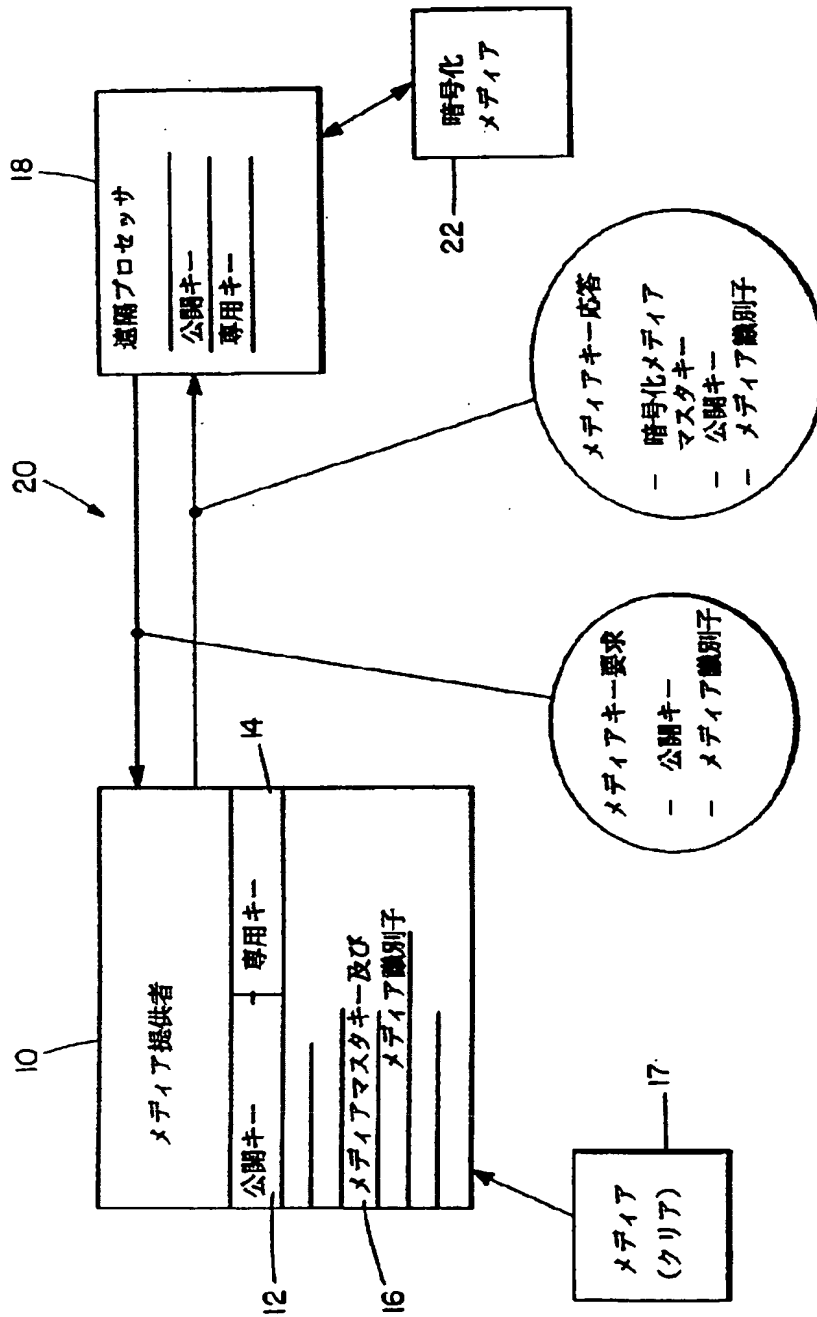 10
メディア提供者
公開キー
専用キー
12
14
16
メディアマスタキー及び
メディア識別子
メディア
(クリア)
17
20
18
遠隔プロセッサ
公開キー
専用キー
暗号化
メディア
22
メディアキー要求
- 公開キー
- メディア識別子
メディアキー応答
- 暗号化メディア
マスタキー
- 公開キー
- メディア識別子